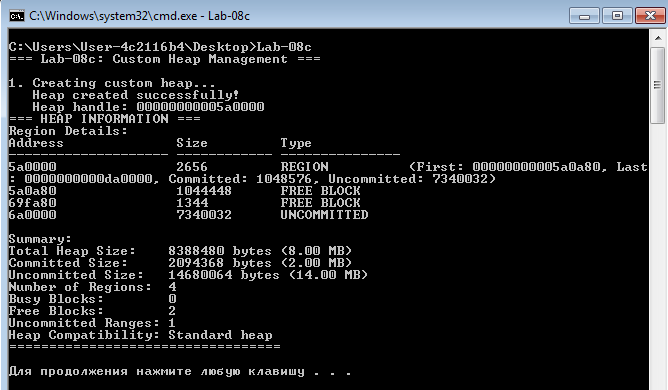 C:\Windows\system32\cmd.exe - Lab-08c
C:\Users\User-4c2116b4\Desktop>Lab-08c
=== Lab-08c: Custom Heap Management ===
1. Creating custom heap...
Heap created successfully!
Heap handle: 00000000005a0000
=== HEAP INFORMATION ===
Region Details:
Address Size Type
-------------------- ------------ ---------------
5a0000 2656 REGION (First: 00000000005a0a80, Last
: 0000000000da0000, Committed: 1048576, Uncommitted: 7340032)
5a0a80 1044448 FREE BLOCK
69fa80 1344 FREE BLOCK
6a0000 7340032 UNCOMMITTED
Summary:
Total Heap Size: 8388480 bytes (8.00 MB)
Committed Size: 2094368 bytes (2.00 MB)
Uncommitted Size: 14680064 bytes (14.00 MB)
Number of Regions: 4
Busy Blocks: 0
Free Blocks: 2
Uncommitted Ranges: 1
Heap Compatibility: Standard heap
==================================
Для продолжения нажмите любую клавишу . . .